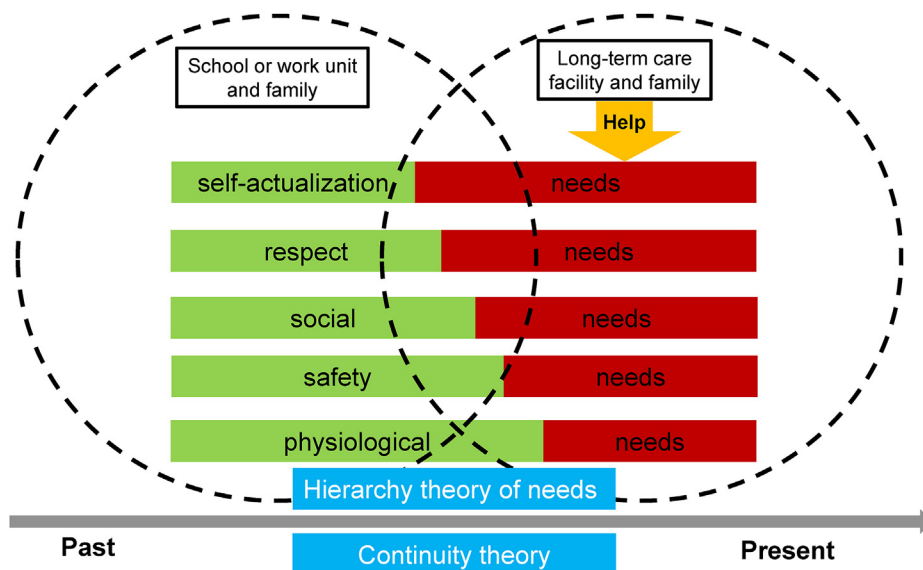 School or work unit
and family
Long-term care
facility and family
Help
self-actualization needs
respect needs
social needs
safety needs
physiological needs
Hierarchy theory of needs
Past
Continuity theory
Present